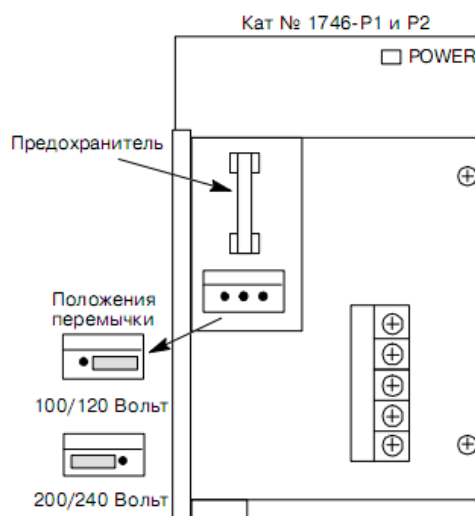 Кат № 1746-P1 и P2
POWER
Предохранитель
Положения
перемычки
100/120 Вольт
200/240 Вольт